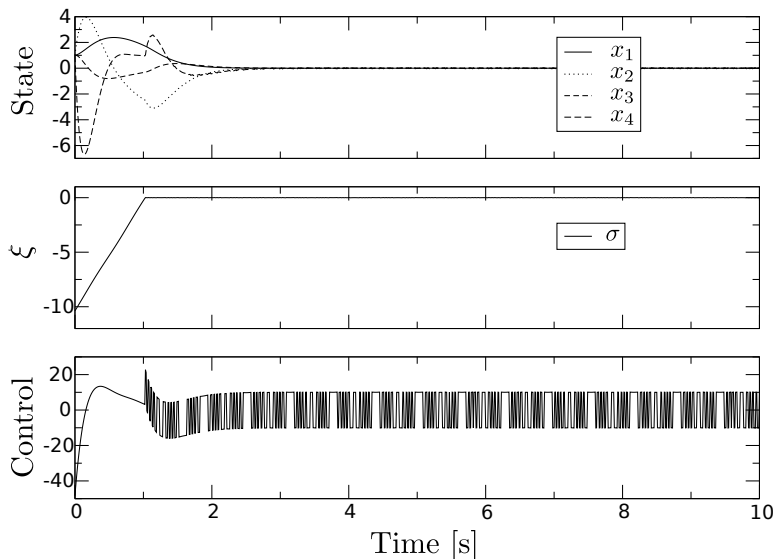 4
2
0
-2
-4
-6
State
x₁
x₂
x₃
x₄
0
-5
-10
ξ
σ
20
0
-20
-40
Control
0 2 4 6 8 10
Time [s]